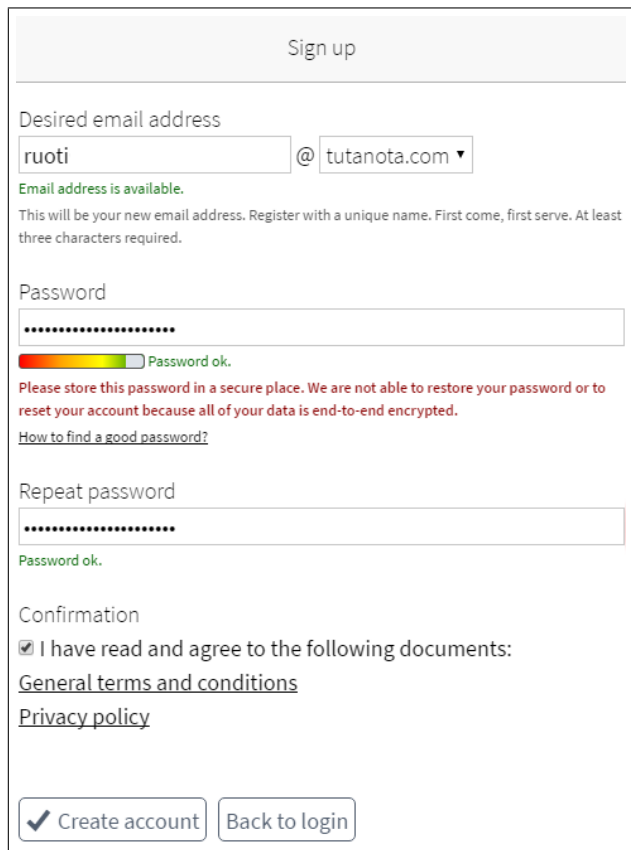 Sign up
Desired email address
ruoti @ tutanota.com
Email address is available.
This will be your new email address. Register with a unique name. First come, first serve. At least
three characters required.
Password
••••••••••••••••••••••
Password ok.
Please store this password in a secure place. We are not able to restore your password or to
reset your account because all of your data is end-to-end encrypted.
How to find a good password?
Repeat password
••••••••••••••••••••••
Password ok.
Confirmation
I have read and agree to the following documents:
General terms and conditions
Privacy policy
Create account Back to login